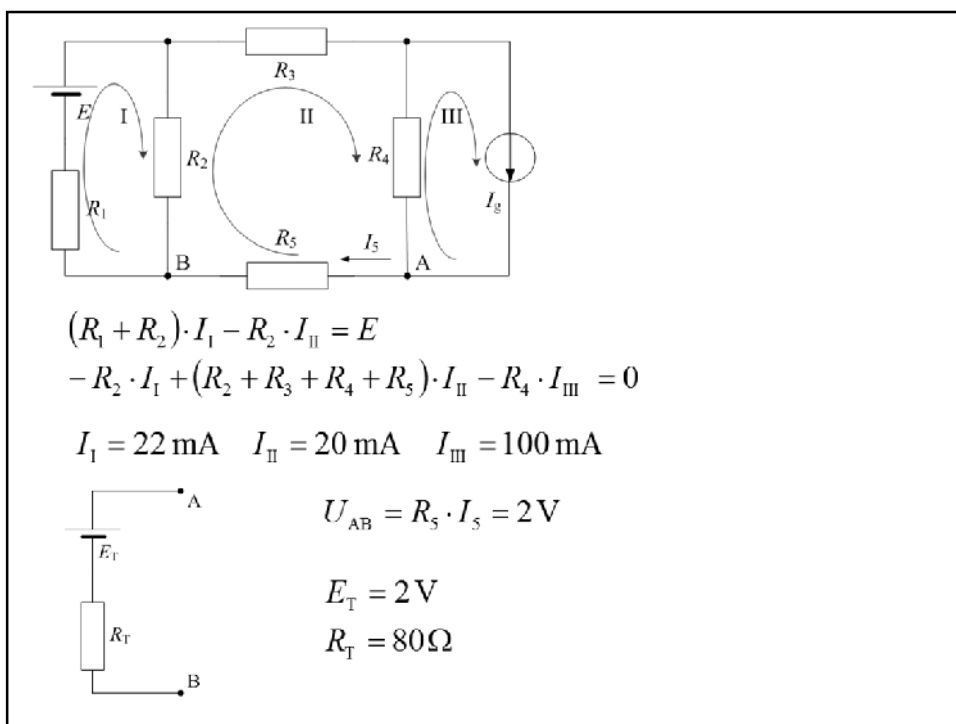 R3
E
I
II
III
R2
R4
R1
Ig
R5
I5
B
A
(R1 + R2)·II − R2·III = E
−R2·II + (R2 + R3 + R4 + R5)·III − R4·IIII = 0
II = 22 mA III = 20 mA IIII = 100 mA
A
UAB = R5·I5 = 2 V
ET
ET = 2 V
RT
RT = 80 Ω
B